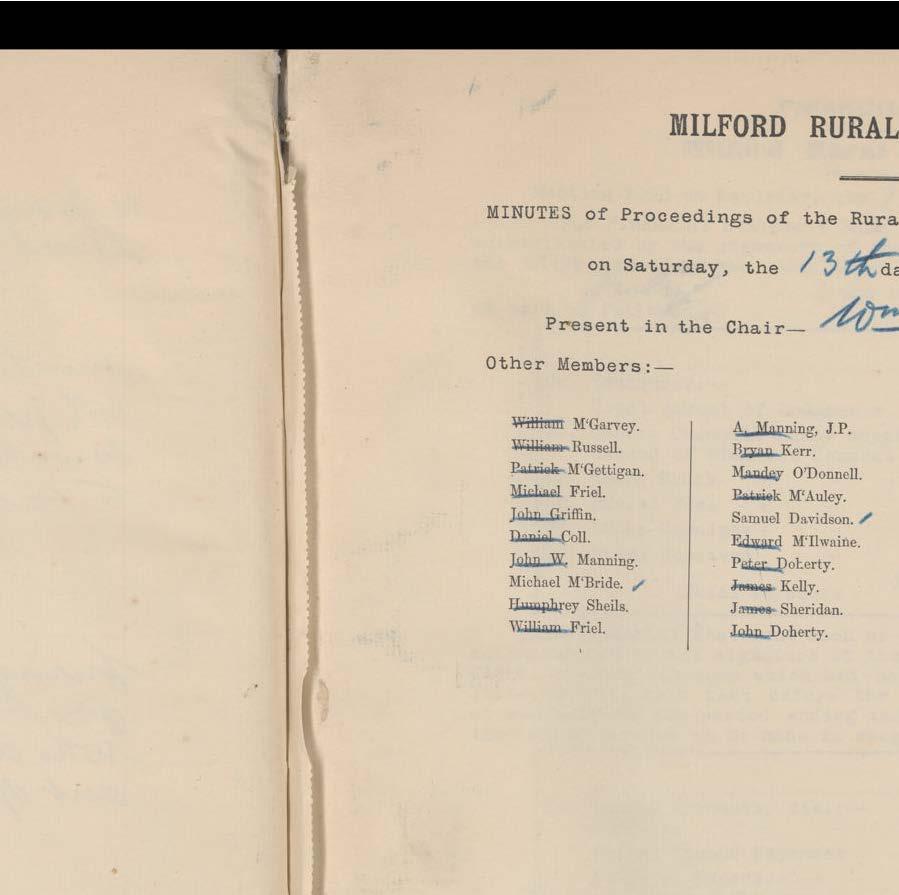 MILFORD RURAL
MINUTES of Proceedings of the Rura
on Saturday, the 13th da
Present in the Chair— Wm
Other Members:—
William M'Garvey.
William Russell.
Patrick M'Gettigan.
Michael Friel.
John Griffin.
Daniel Coll.
John W. Manning.
Michael M'Bride.
Humphrey Sheils.
William Friel.
A. Manning, J.P.
Bryan Kerr.
Mandey O'Donnell.
Patrick M'Auley.
Samuel Davidson.
Edward M'Ilwaine.
Peter Doherty.
James Kelly.
James Sheridan.
John Doherty.